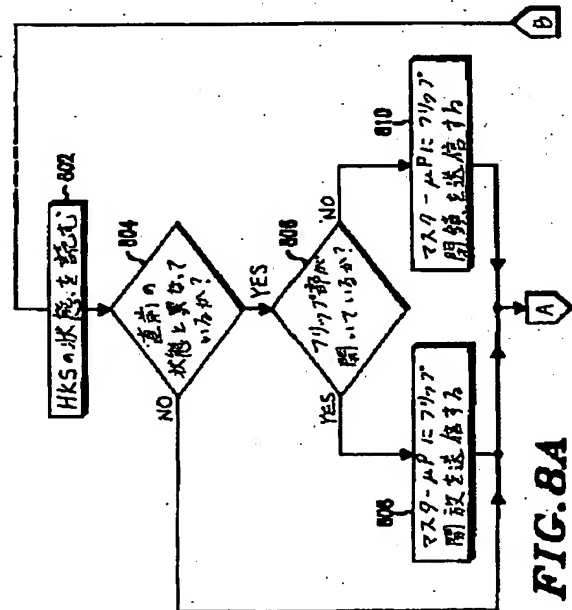 B
802
HKSの状態を読む
804
直前の
状態と異なって
いるか?
NO
YES
806
フリップ部が
開いているか?
YES
NO
808
マスターμPにフリップ
開放を送信する
810
マスターμPにフリップ
閉鎖を送信する
A
FIG. 8A